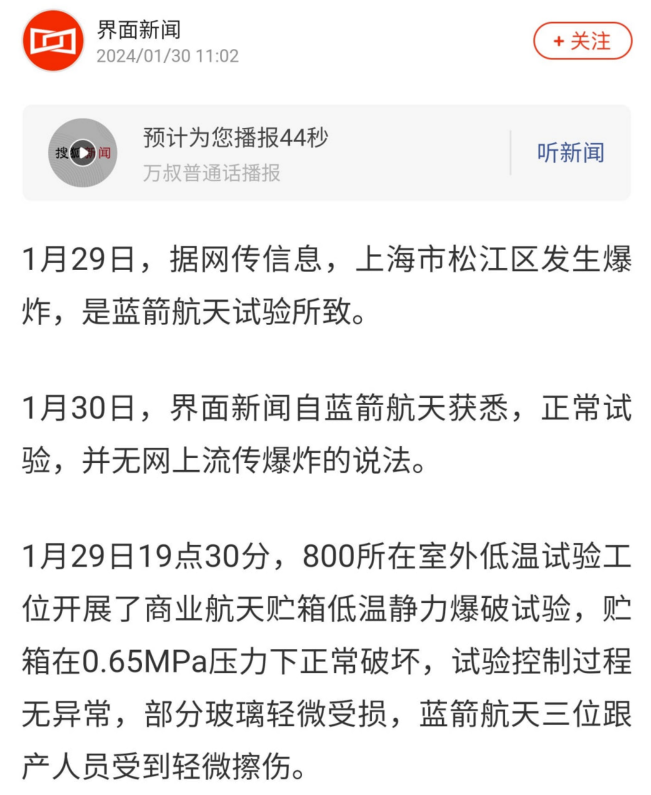 界面新闻
2024/01/30 11:02
+ 关注
搜狐新闻
预计为您播报44秒
万叔普通话播报
听新闻
1月29日，据网传信息，上海市松江区发生爆
炸，是蓝箭航天试验所致。
1月30日，界面新闻自蓝箭航天获悉，正常试
验，并无网上流传爆炸的说法。
1月29日19点30分，800所在室外低温试验工
位开展了商业航天贮箱低温静力爆破试验，贮
箱在0.65MPa压力下正常破坏，试验控制过程
无异常，部分玻璃轻微受损，蓝箭航天三位跟
产人员受到轻微擦伤。